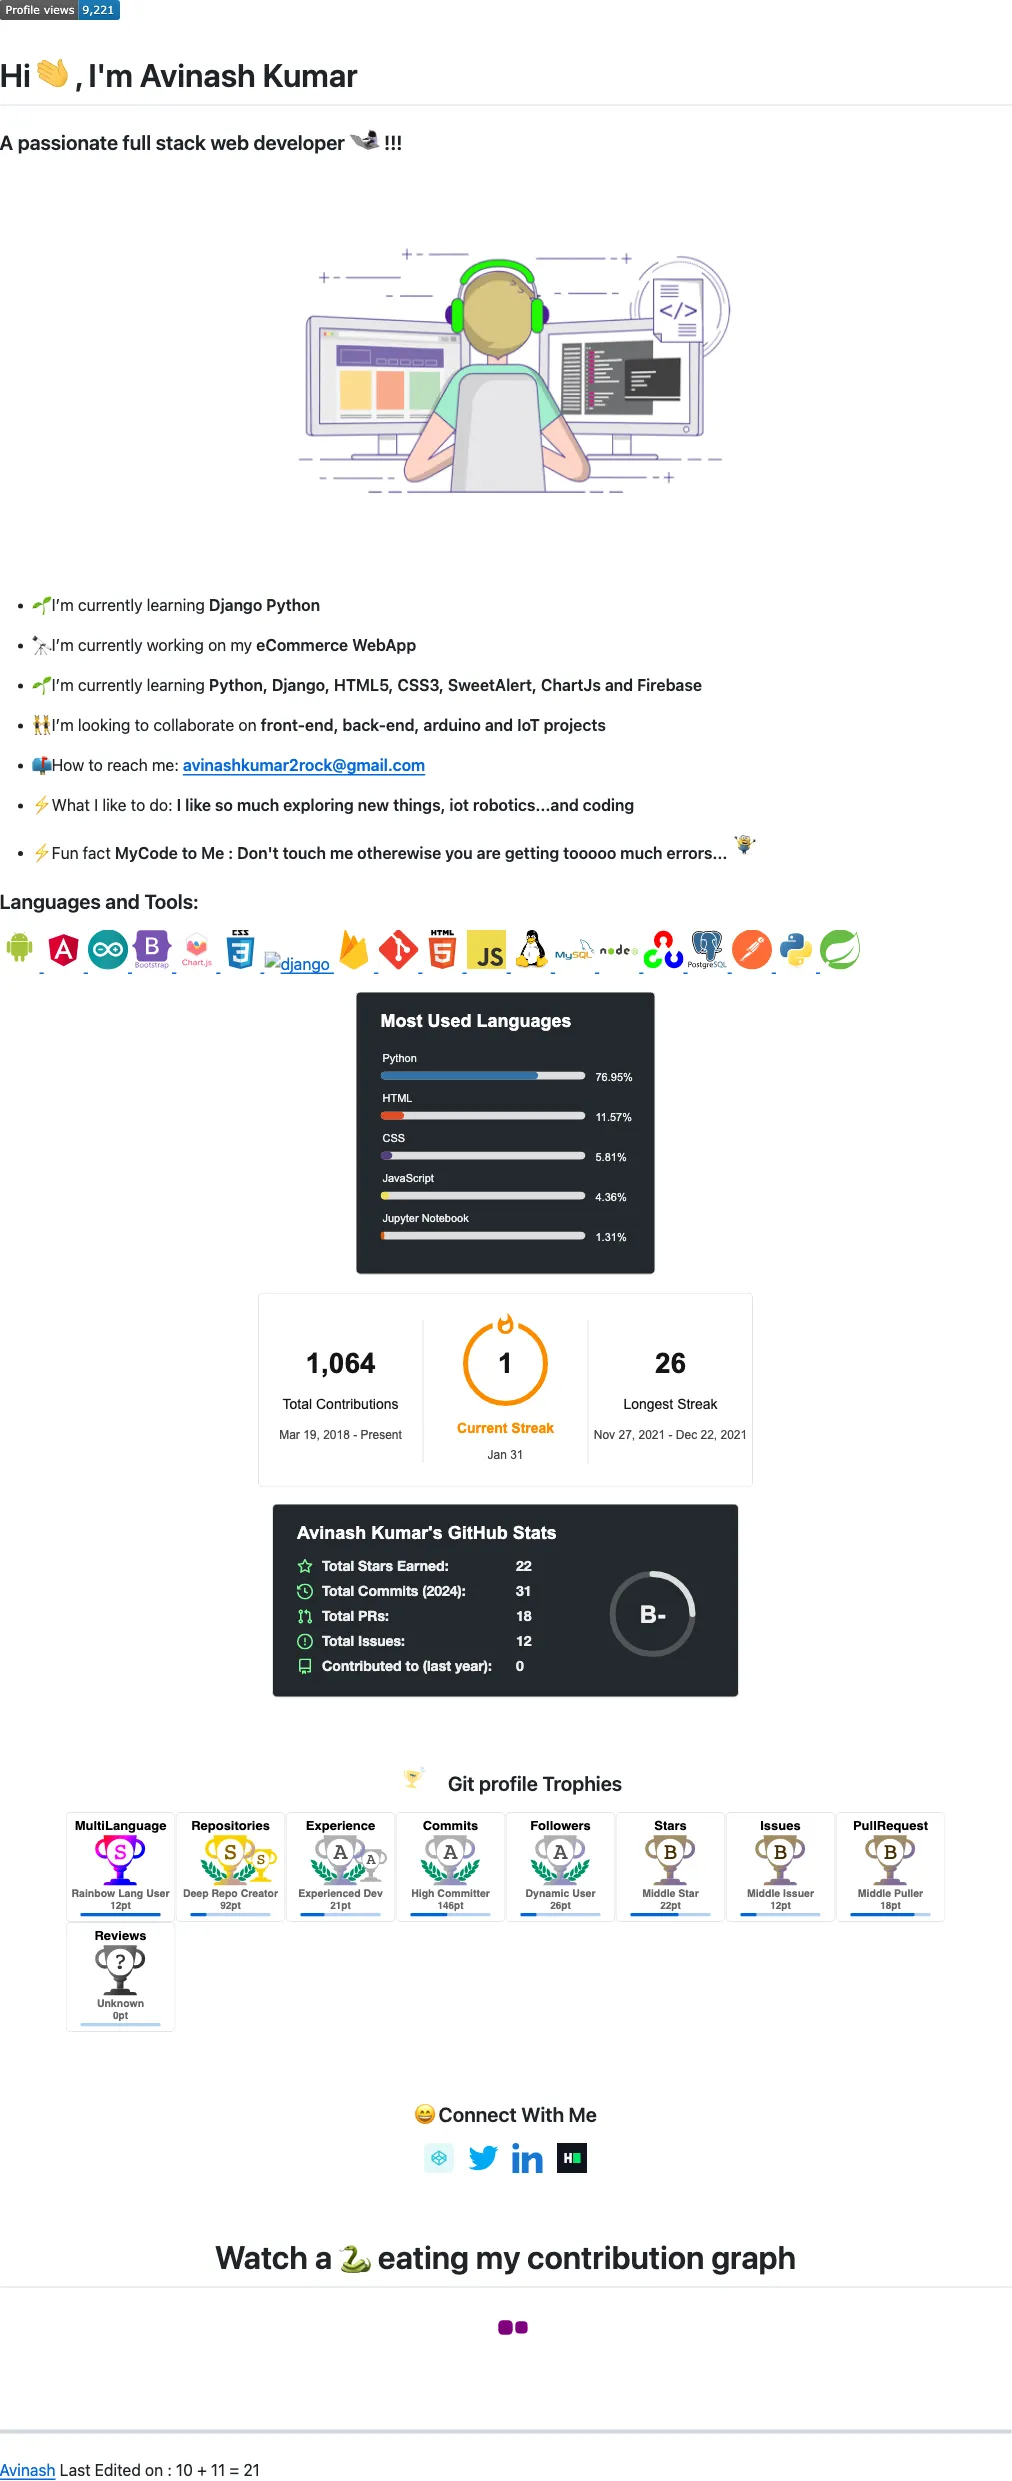 Profile views 9,221
Hi 👋 , I'm Avinash Kumar
A passionate full stack web developer !!!
</>
• 🌱I’m currently learning Django Python
• 🔭I’m currently working on my eCommerce WebApp
• 🌱I’m currently learning Python, Django, HTML5, CSS3, SweetAlert, ChartJs and Firebase
• 👯I’m looking to collaborate on front-end, back-end, arduino and IoT projects
• 📫How to reach me: avinashkumar2rock@gmail.com
• ⚡What I like to do: I like so much exploring new things, iot robotics...and coding
• ⚡Fun fact MyCode to Me : Don't touch me otherewise you are getting tooooo much errors...
Languages and Tools:
A B Bootstrap Chart.js CSS 3 django HTML 5 JS MySQL node PostgreSQL
Most Used Languages
Python
76.95%
HTML
11.57%
CSS
5.81%
JavaScript
4.36%
Jupyter Notebook
1.31%
1,064 1 26
Total Contributions Current Streak Longest Streak
Mar 19, 2018 - Present Jan 31 Nov 27, 2021 - Dec 22, 2021
Avinash Kumar's GitHub Stats
Total Stars Earned: 22
Total Commits (2024): 31
Total PRs: 18
Total Issues: 12
Contributed to (last year): 0
B-
Git profile Trophies
MultiLanguage Repositories Experience Commits Followers Stars Issues PullRequest
S S S A A A A B B B
Rainbow Lang User Deep Repo Creator Experienced Dev High Committer Dynamic User Middle Star Middle Issuer Middle Puller
12pt 92pt 21pt 146pt 26pt 22pt 12pt 18pt
Reviews
?
Unknown
0pt
😄Connect With Me
in H
Watch a 🐍 eating my contribution graph
Avinash Last Edited on : 10 + 11 = 21